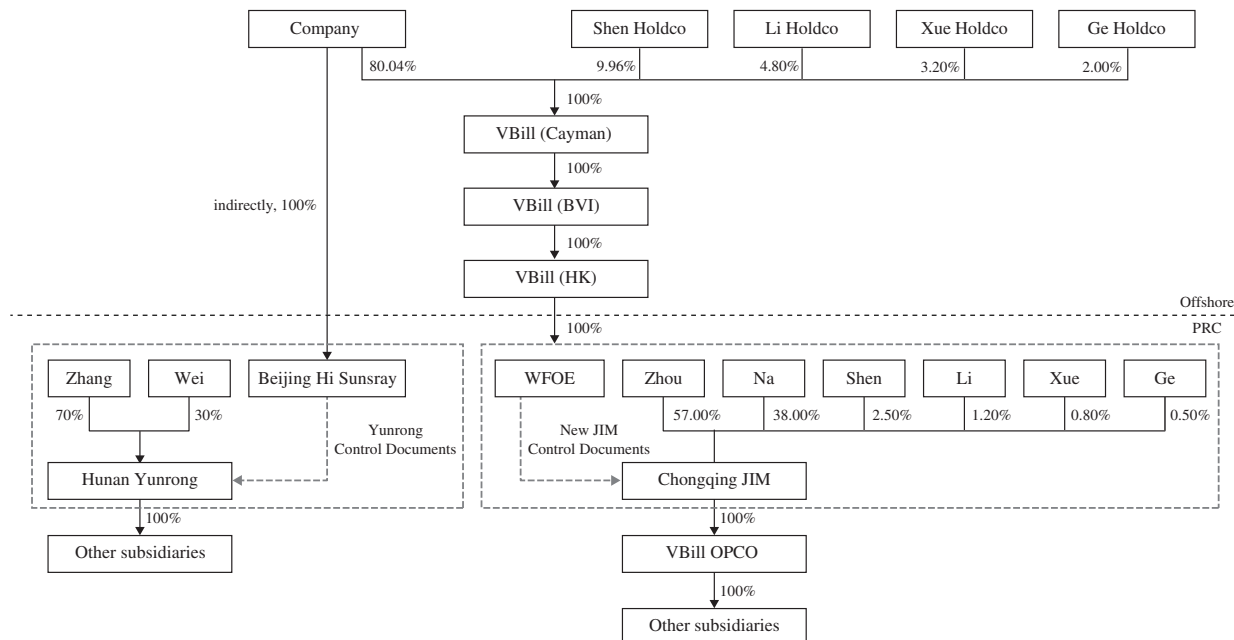 Company
Shen Holdco
Li Holdco
Xue Holdco
Ge Holdco
80.04%
9.96%
4.80%
3.20%
2.00%
100%
VBill (Cayman)
100%
indirectly, 100%
VBill (BVI)
100%
VBill (HK)
Offshore
100%
PRC
Zhang
Wei
Beijing Hi Sunsray
WFOE
Zhou
Na
Shen
Li
Xue
Ge
70%
30%
57.00%
38.00%
2.50%
1.20%
0.80%
0.50%
Yunrong
Control Documents
New JIM
Control Documents
Hunan Yunrong
Chongqing JIM
100%
100%
Other subsidiaries
VBill OPCO
100%
Other subsidiaries